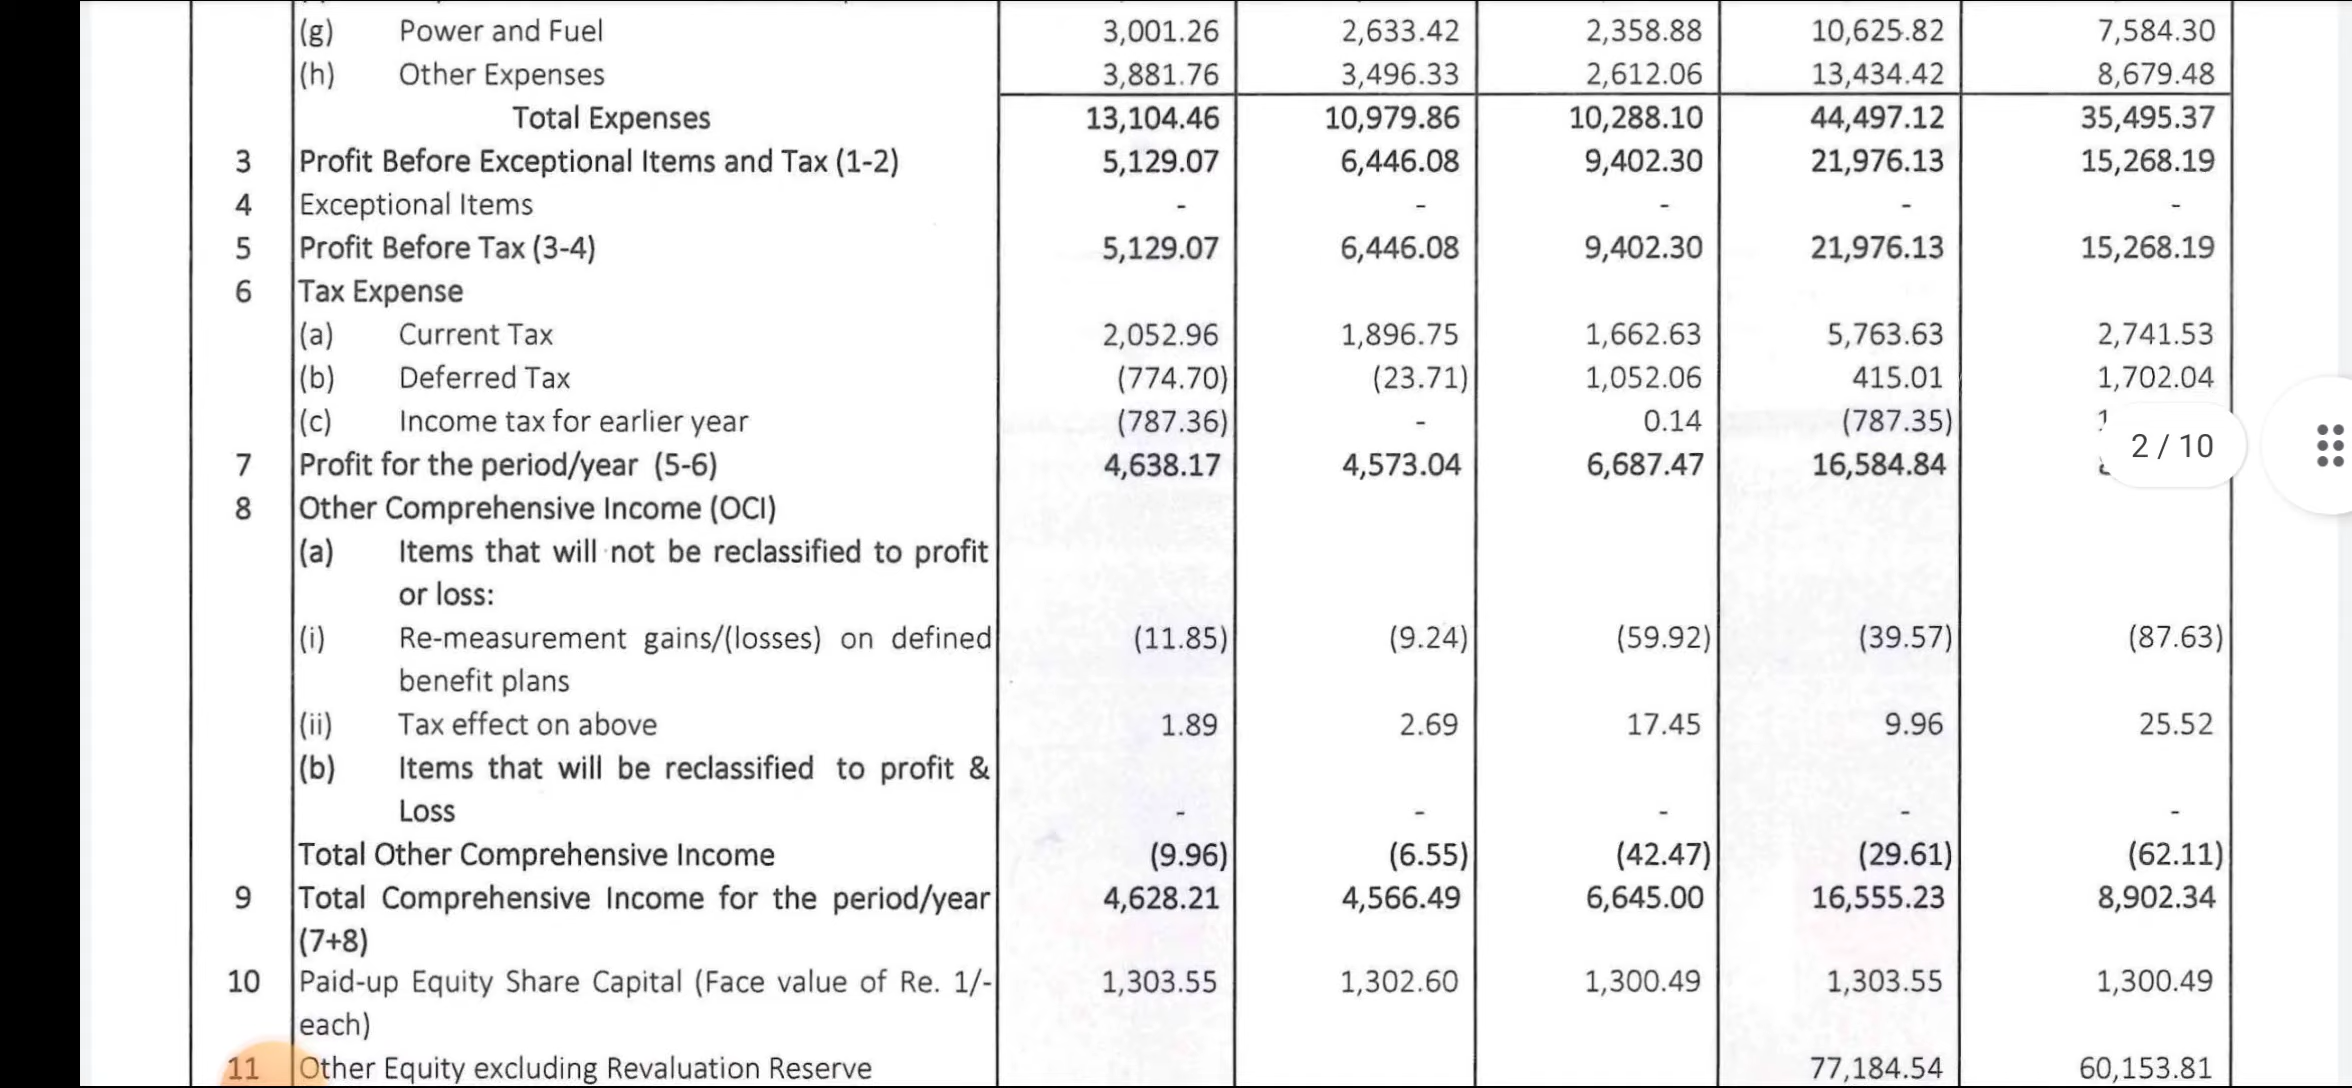 (g) Power and Fuel 3,001.26 2,633.42 2,358.88 10,625.82 7,584.30
(h) Other Expenses 3,881.76 3,496.33 2,612.06 13,434.42 8,679.48
Total Expenses 13,104.46 10,979.86 10,288.10 44,497.12 35,495.37
3 Profit Before Exceptional Items and Tax (1-2) 5,129.07 6,446.08 9,402.30 21,976.13 15,268.19
4 Exceptional Items - - - - -
5 Profit Before Tax (3-4) 5,129.07 6,446.08 9,402.30 21,976.13 15,268.19
6 Tax Expense
(a) Current Tax 2,052.96 1,896.75 1,662.63 5,763.63 2,741.53
(b) Deferred Tax (774.70) (23.71) 1,052.06 415.01 1,702.04
(c) Income tax for earlier year (787.36) - 0.14 (787.35)
2 / 10
7 Profit for the period/year (5-6) 4,638.17 4,573.04 6,687.47 16,584.84
8 Other Comprehensive Income (OCI)
(a) Items that will not be reclassified to profit
or loss:
(i) Re-measurement gains/(losses) on defined (11.85) (9.24) (59.92) (39.57) (87.63)
benefit plans
(ii) Tax effect on above 1.89 2.69 17.45 9.96 25.52
(b) Items that will be reclassified to profit &
Loss - - - - -
Total Other Comprehensive Income (9.96) (6.55) (42.47) (29.61) (62.11)
9 Total Comprehensive Income for the period/year 4,628.21 4,566.49 6,645.00 16,555.23 8,902.34
(7+8)
10 Paid-up Equity Share Capital (Face value of Re. 1/- 1,303.55 1,302.60 1,300.49 1,303.55 1,300.49
each)
11 Other Equity excluding Revaluation Reserve 77,184.54 60,153.81